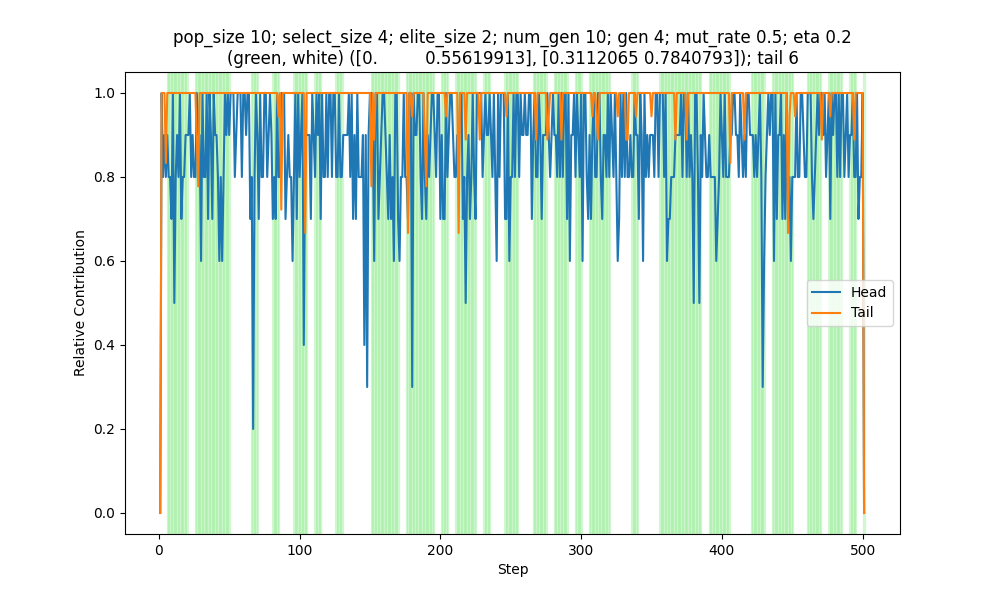 pop_size 10; select_size 4; elite_size 2; num_gen 10; gen 4; mut_rate 0.5; eta 0.2
(green, white) ([0.         0.55619913], [0.3112065 0.7840793]); tail 6
1.0
0.8
0.6
0.4
0.2
0.0
Relative Contribution
Head
Tail
0
100
200
300
400
500
Step